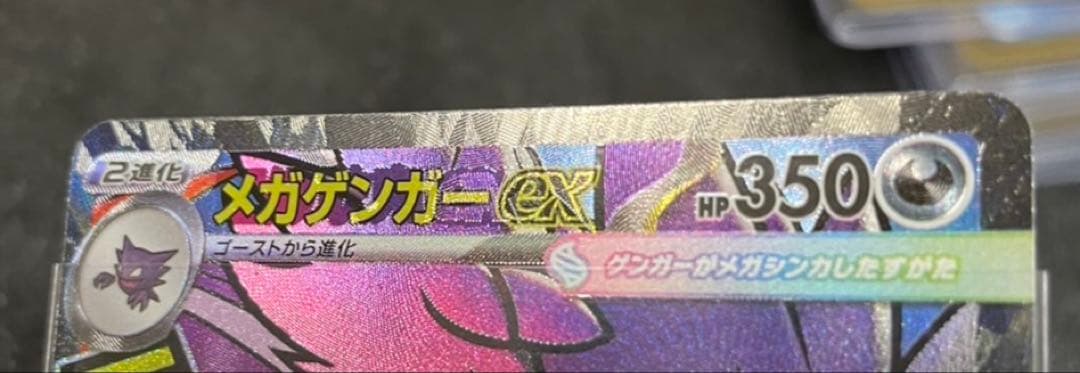 2進化
メガゲンガーex
HP350
ゴーストから進化
ゲンガーがメガシンカしたすがた